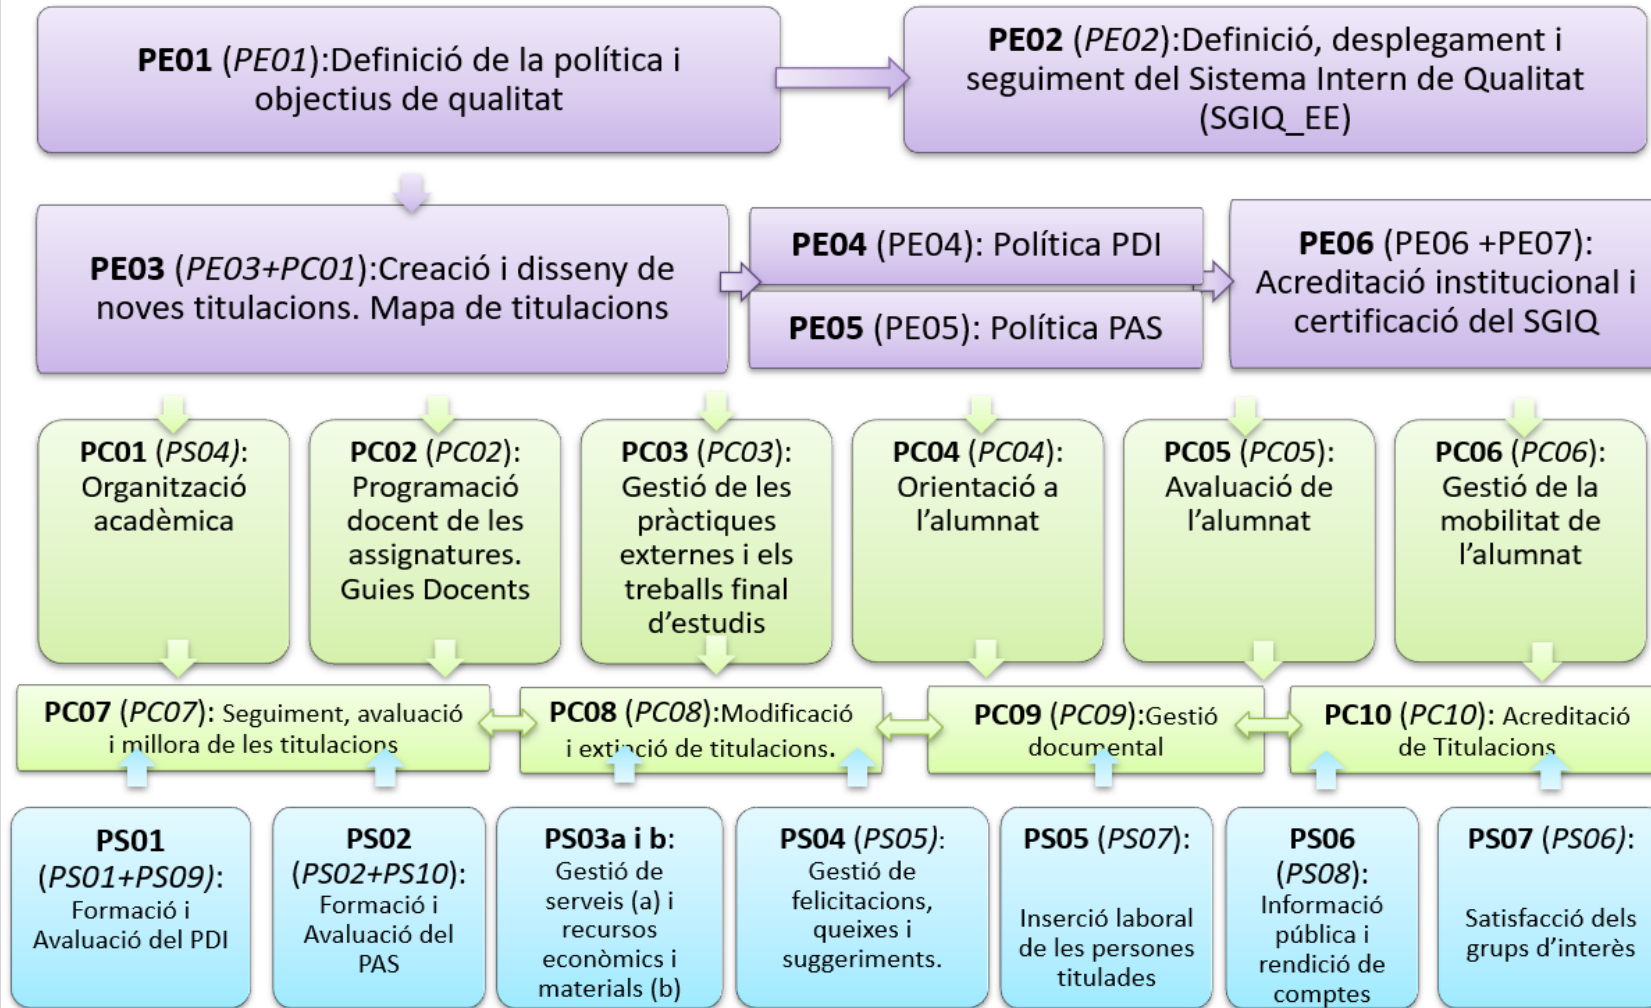 PE01 (PE01):Definició de la política i
objectius de qualitat
PE02 (PE02):Definició, desplegament i
seguiment del Sistema Intern de Qualitat
(SGIQ_EE)
PE03 (PE03+PC01):Creació i disseny de
noves titulacions. Mapa de titulacions
PE04 (PE04): Política PDI
PE05 (PE05): Política PAS
PE06 (PE06 +PE07):
Acreditació institucional i
certificació del SGIQ
PC01 (PS04):
Organització
acadèmica
PC02 (PC02):
Programació
docent de les
assignatures.
Guies Docents
PC03 (PC03):
Gestió de les
pràctiques
externes i els
treballs final
d’estudis
PC04 (PC04):
Orientació a
l’alumnat
PC05 (PC05):
Avaluació de
l’alumnat
PC06 (PC06):
Gestió de la
mobilitat de
l’alumnat
PC07 (PC07): Seguiment, avaluació
i millora de les titulacions
PC08 (PC08):Modificació
i extinció de titulacions.
PC09 (PC09):Gestió
documental
PC10 (PC10): Acreditació
de Titulacions
PS01
(PS01+PS09):
Formació i
Avaluació del PDI
PS02
(PS02+PS10):
Formació i
Avaluació del
PAS
PS03a i b:
Gestió de
serveis (a) i
recursos
econòmics i
materials (b)
PS04 (PS05):
Gestió de
felicitacions,
queixes i
suggeriments.
PS05 (PS07):
Inserció laboral
de les persones
titulades
PS06
(PS08):
Informació
pública i
rendició de
comptes
PS07 (PS06):
Satisfacció dels
grups d’interès